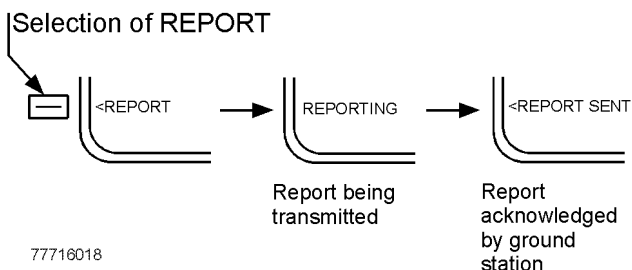 Selection of REPORT
<REPORT
REPORTING
<REPORT SENT
Report being
transmitted
Report
acknowledged
by ground
station
77716018